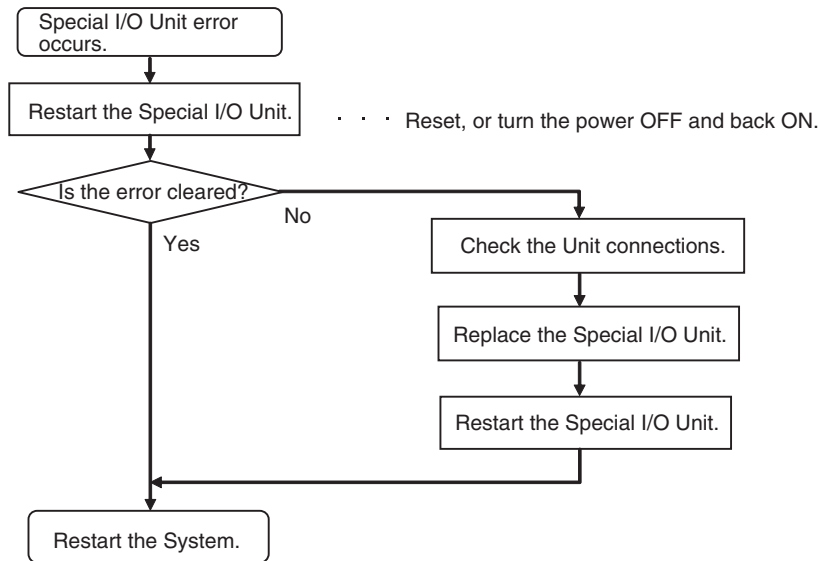 Special I/O Unit error
occurs.
Restart the Special I/O Unit.
· · · Reset, or turn the power OFF and back ON.
Is the error cleared?
No
Yes
Check the Unit connections.
Replace the Special I/O Unit.
Restart the Special I/O Unit.
Restart the System.